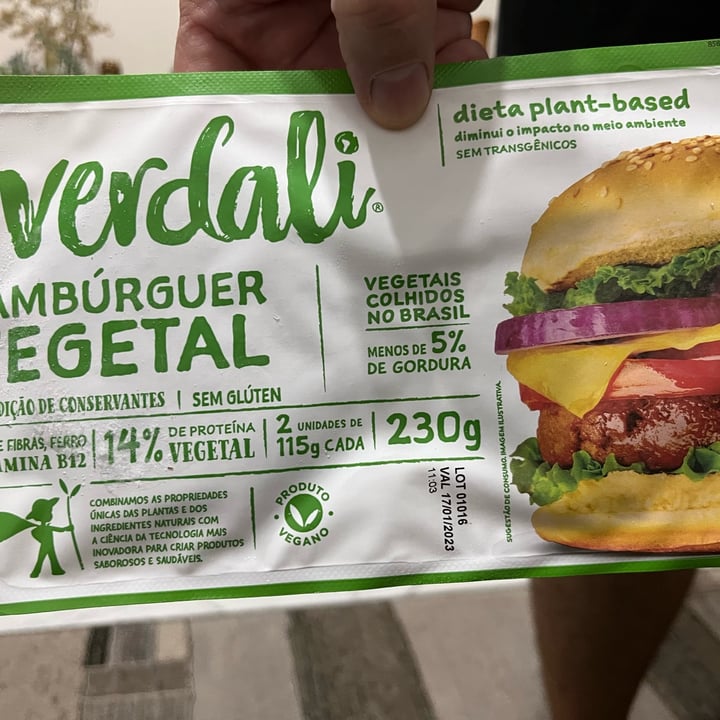 verdali®
dieta plant-based
diminui o impacto no meio ambiente
SEM TRANSGÊNICOS
AMBÚRGUER
EGETAL
VEGETAIS
COLHIDOS
NO BRASIL
MENOS DE 5%
DE GORDURA
DIÇÃO DE CONSERVANTES | SEM GLÚTEN
E FIBRAS, FERRO
AMINA B12
14% DE PROTEÍNA
VEGETAL
2 UNIDADES DE
115g CADA
230g
COMBINAMOS AS PROPRIEDADES
ÚNICAS DAS PLANTAS E DOS
INGREDIENTES NATURAIS COM
A CIÊNCIA DA TECNOLOGIA MAIS
INOVADORA PARA CRIAR PRODUTOS
SABOROSOS E SAUDÁVEIS.
PRODUTO
VEGANO
LOT 01016
VAL 17/01/2023
11:03
SUGESTÃO DE CONSUMO. IMAGEM ILUSTRATIVA.